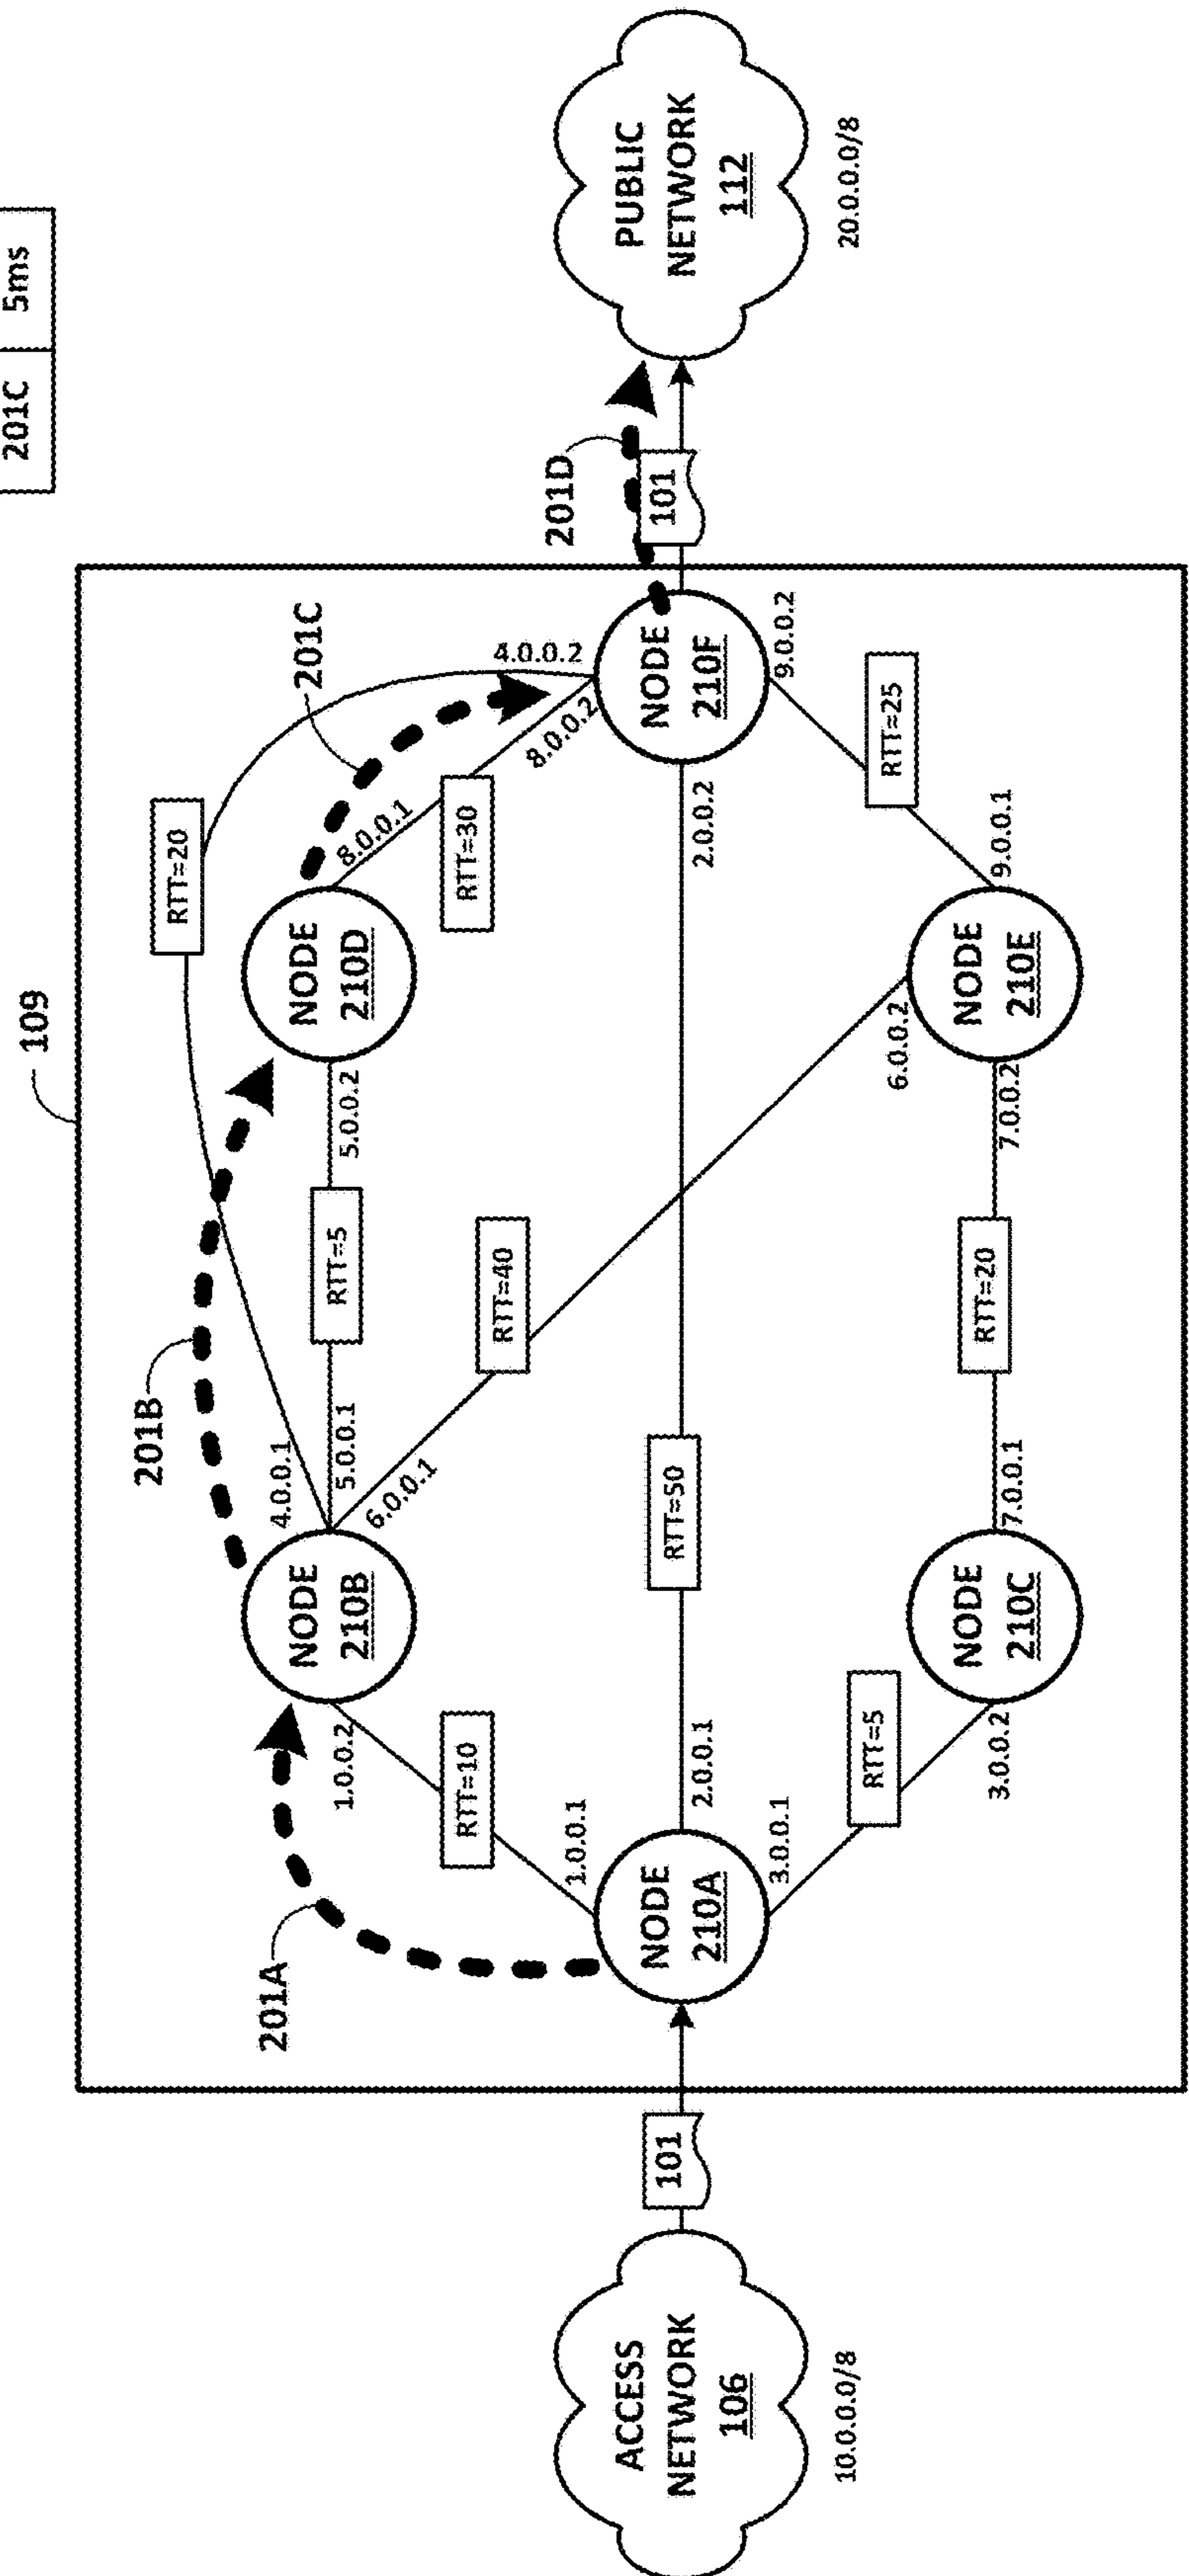 201C 5ms
109
201A
201B
201C
201D
RTT=20
ACCESS
NETWORK
106
10.0.0.0/8
101
NODE
210A
1.0.0.1
2.0.0.1
3.0.0.1
RTT=10
RTT=50
RTT=5
NODE
210B
1.0.0.2
4.0.0.1
5.0.0.1
6.0.0.1
RTT=5
RTT=40
NODE
210C
3.0.0.2
7.0.0.1
RTT=20
NODE
210D
5.0.0.2
8.0.0.1
RTT=30
NODE
210E
6.0.0.2
7.0.0.2
9.0.0.1
RTT=25
NODE
210F
4.0.0.2
8.0.0.2
2.0.0.2
9.0.0.2
101
PUBLIC
NETWORK
112
20.0.0.0/8